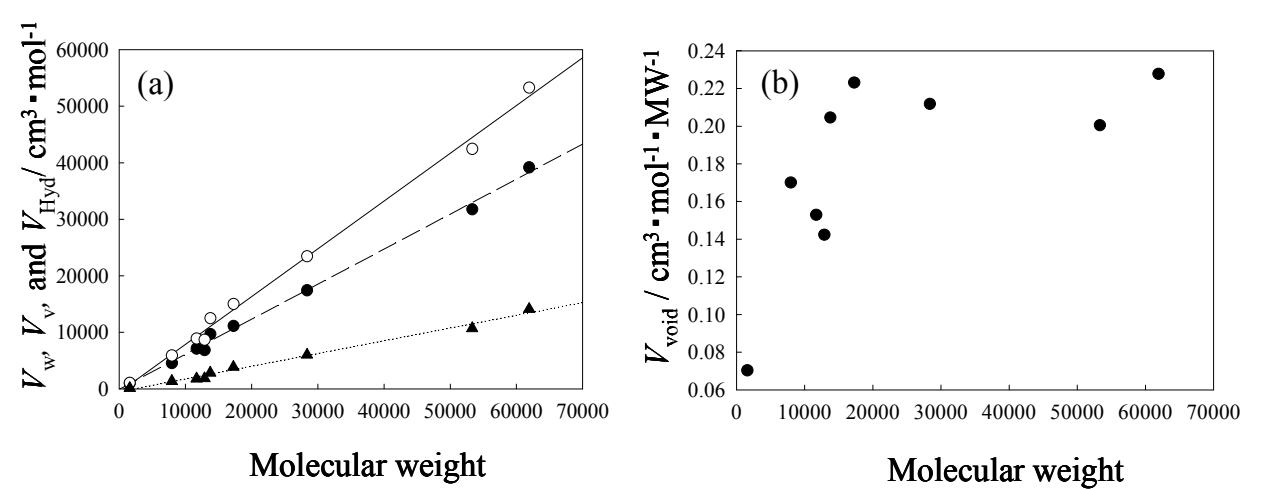 (a)
V_w, V_v, and V_Hyd/ cm³·mol⁻¹
60000
50000
40000
30000
20000
10000
0
0 10000 20000 30000 40000 50000 60000 70000
Molecular weight
(b)
V_void / cm³·mol⁻¹·MW⁻¹
0.24
0.22
0.20
0.18
0.16
0.14
0.12
0.10
0.08
0.06
0 10000 20000 30000 40000 50000 60000 70000
Molecular weight